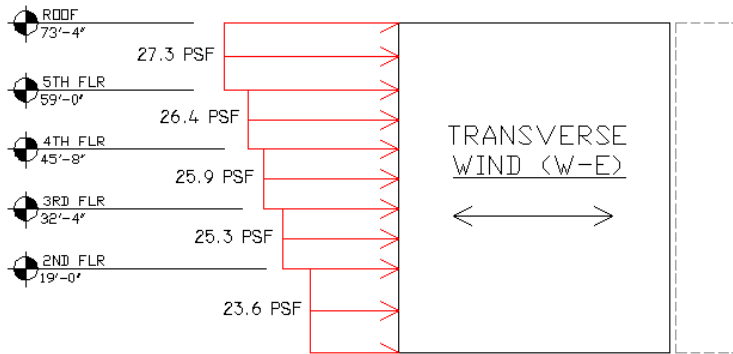 ROOF
73'-4"
27.3 PSF
5TH FLR
59'-0"
26.4 PSF
4TH FLR
45'-8"
25.9 PSF
3RD FLR
32'-4"
25.3 PSF
2ND FLR
19'-0"
23.6 PSF
TRANSVERSE
WIND (W-E)